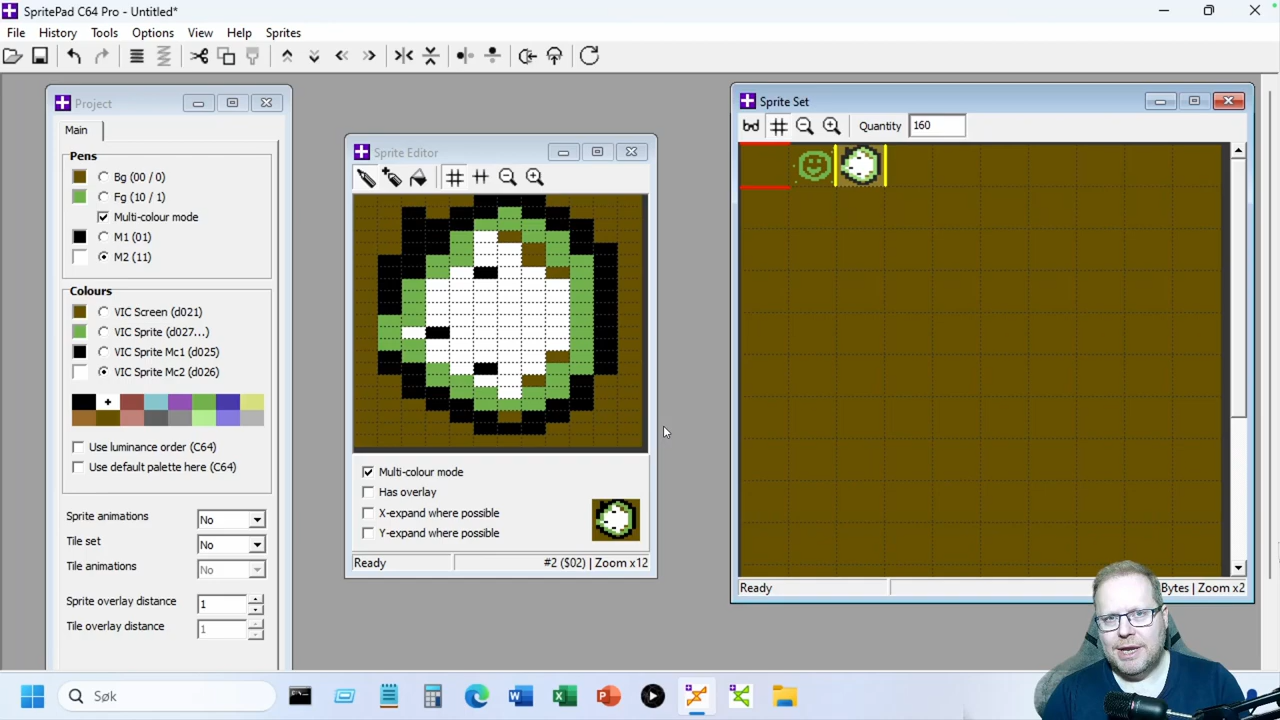 SpritePad C64 Pro - Untitled*
File History Tools Options View Help Sprites
Project
Main
Pens
Bg (00 / 0)
Fg (10 / 1)
Multi-colour mode
M1 (01)
M2 (11)
Colours
VIC Screen (d021)
VIC Sprite (d027...)
VIC Sprite Mc1 (d025)
VIC Sprite Mc2 (d026)
Use luminance order (C64)
Use default palette here (C64)
Sprite animations No
Tile set No
Tile animations No
Sprite overlay distance 1
Tile overlay distance 1
Sprite Editor
Multi-colour mode
Has overlay
X-expand where possible
Y-expand where possible
Ready #2 ($02) | Zoom x12
Sprite Set
Quantity 160
Ready Bytes | Zoom x2
Søk